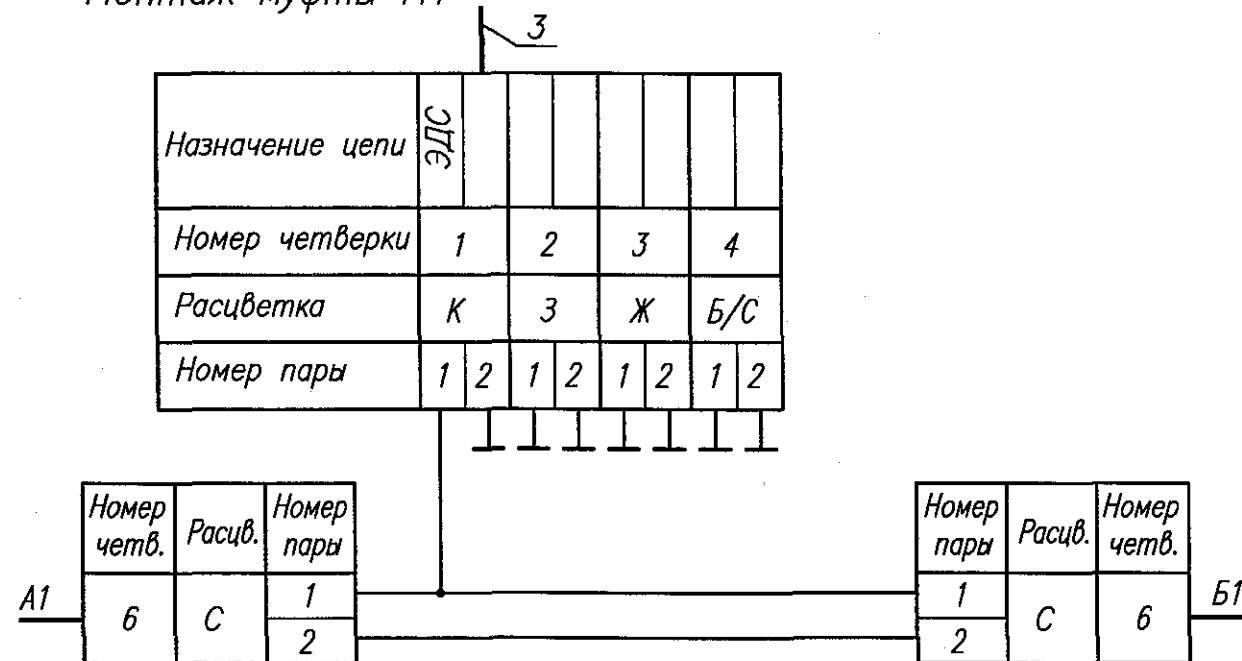 Монтаж муфты
3
Назначение цепи ЭДС
Номер четверки 1 2 3 4
Расцветка К З Ж Б/С
Номер пары 1 2 1 2 1 2 1 2
Номер четв. Расцв. Номер пары
А1 6 С 1
2
Номер пары Расцв. Номер четв.
1 С 6 Б1
2